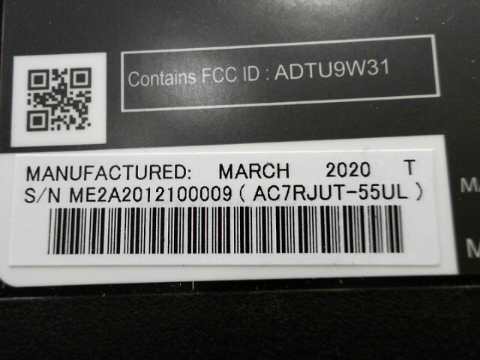 Contains FCC ID : ADTU9W31
MANUFACTURED: MARCH 2020 T
S/N ME2A2012100009 ( AC7RJUT-55UL )